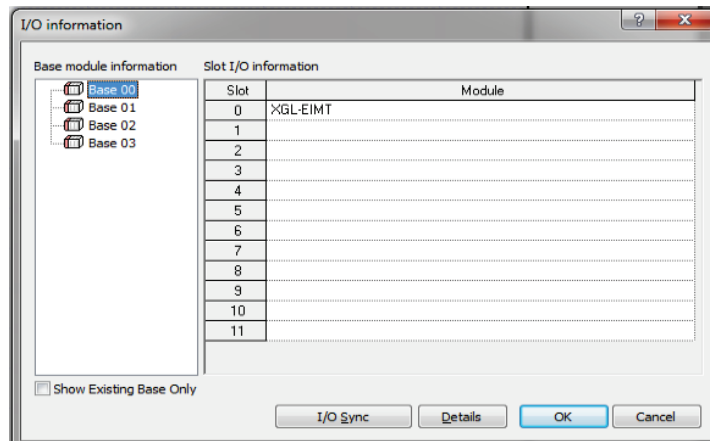 I/O information
Base module information
Base 00
Base 01
Base 02
Base 03
Show Existing Base Only
Slot I/O information
Slot Module
0 XGL-EIMT
1
2
3
4
5
6
7
8
9
10
11
I/O Sync Details OK Cancel